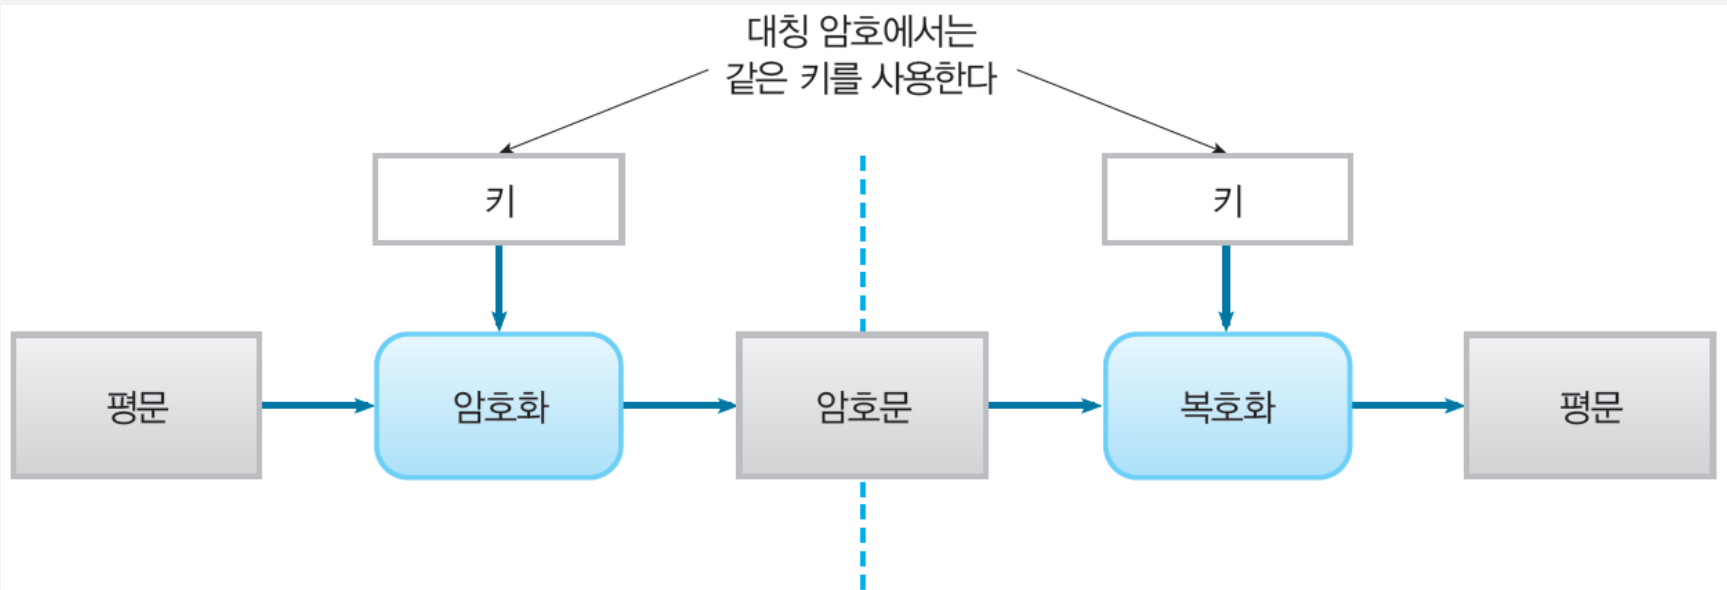 대칭 암호에서는
같은 키를 사용한다
키
키
평문
암호화
암호문
복호화
평문